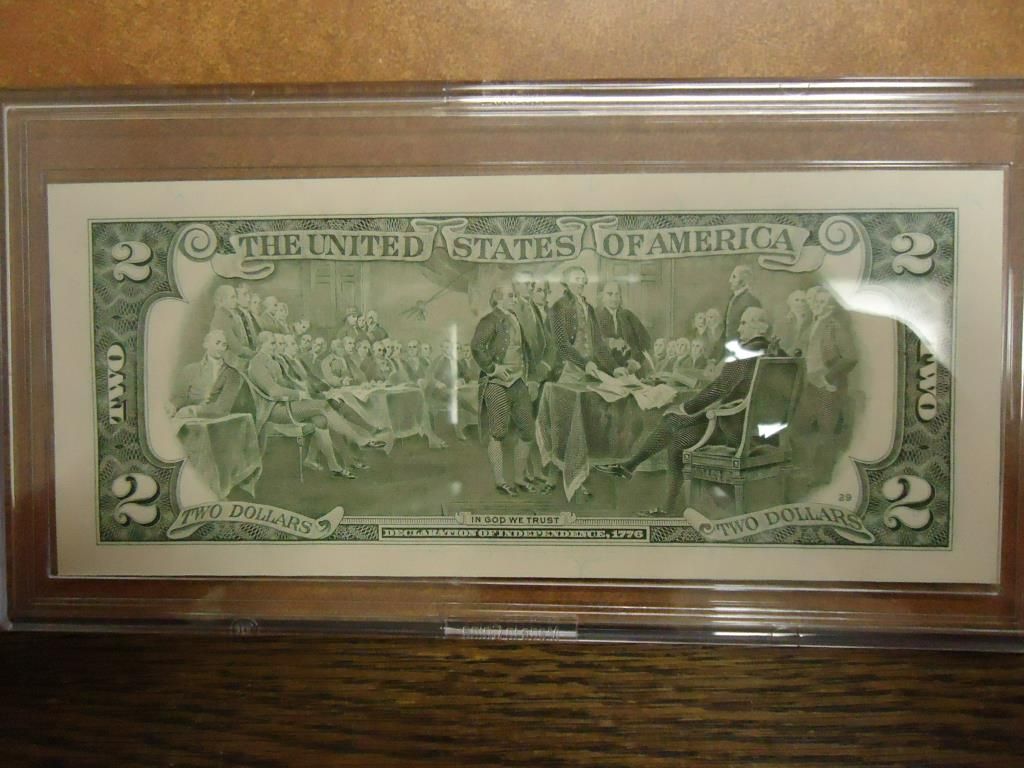 2 THE UNITED STATES OF AMERICA 2
TWO TWO
2 TWO DOLLARS IN GOD WE TRUST TWO DOLLARS 29 2
DECLARATION OF INDEPENDENCE, 1776